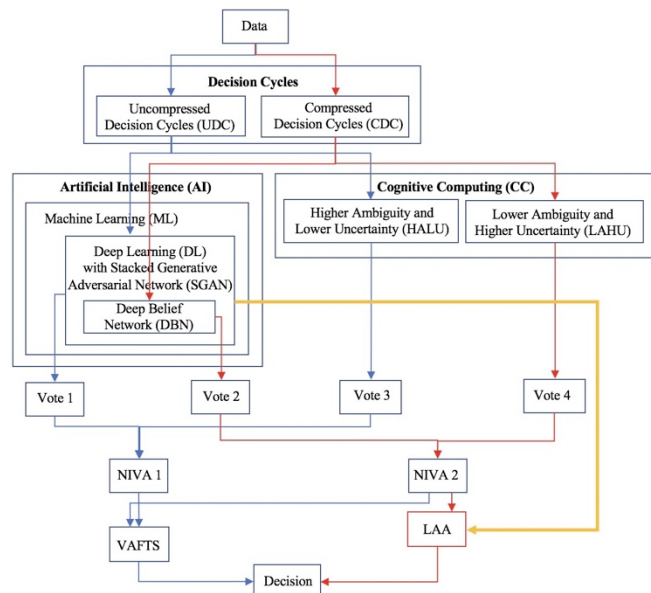 Data
Decision Cycles
Uncompressed
Decision Cycles (UDC)
Compressed
Decision Cycles (CDC)
Artificial Intelligence (AI)
Machine Learning (ML)
Deep Learning (DL)
with Stacked Generative
Adversarial Network (SGAN)
Deep Belief
Network (DBN)
Cognitive Computing (CC)
Higher Ambiguity and
Lower Uncertainty (HALU)
Lower Ambiguity and
Higher Uncertainty (LAHU)
Vote 1
Vote 2
Vote 3
Vote 4
NIVA 1
NIVA 2
VAFTS
LAA
Decision